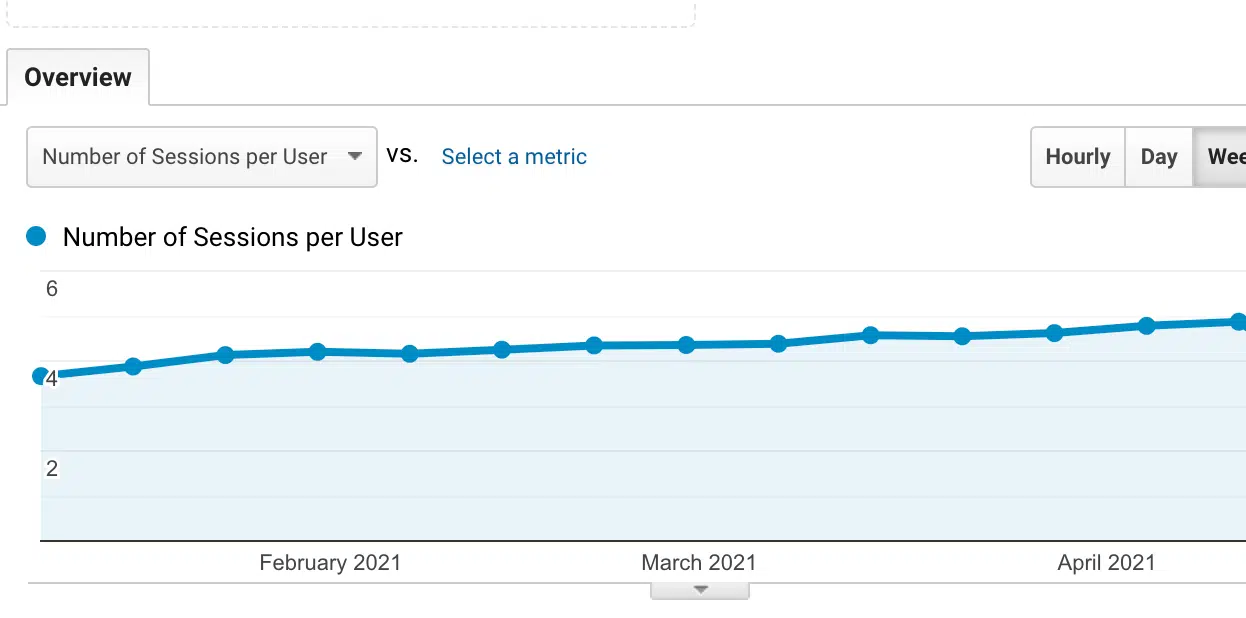 Overview
Number of Sessions per User vs. Select a metric Hourly Day Wee
Number of Sessions per User
6
4
2
February 2021 March 2021 April 2021